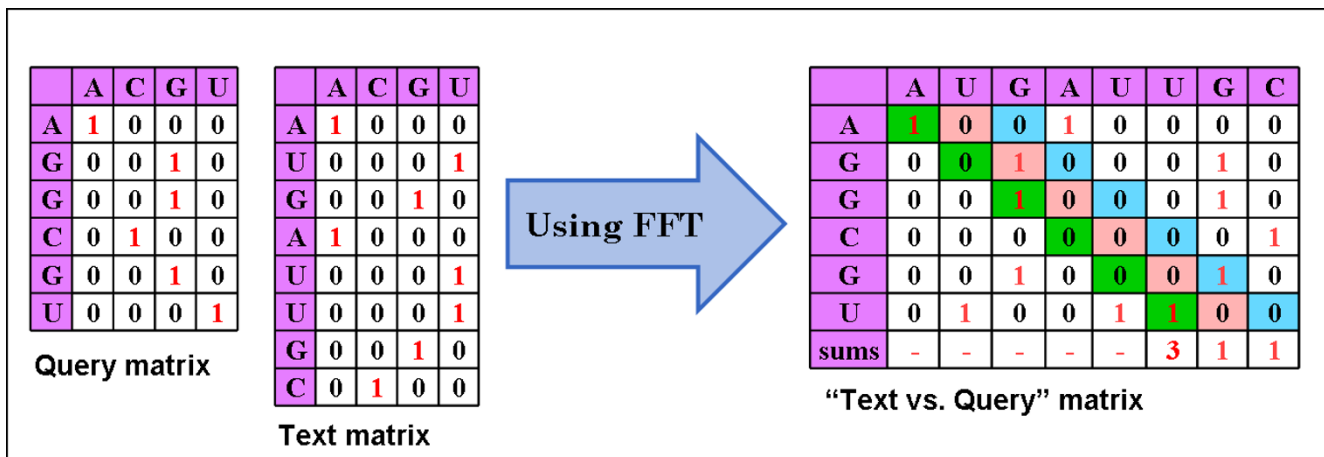 A C G U
A 1 0 0 0
G 0 0 1 0
G 0 0 1 0
C 0 1 0 0
G 0 0 1 0
U 0 0 0 1
Query matrix
A C G U
A 1 0 0 0
U 0 0 0 1
G 0 0 1 0
A 1 0 0 0
U 0 0 0 1
U 0 0 0 1
G 0 0 1 0
C 0 1 0 0
Text matrix
Using FFT
A U G A U U G C
A 1 0 0 1 0 0 0 0
G 0 0 1 0 0 0 1 0
G 0 0 1 0 0 0 1 0
C 0 0 0 0 0 0 0 1
G 0 0 1 0 0 0 1 0
U 0 1 0 0 1 1 0 0
sums - - - - - 3 1 1
“Text vs. Query” matrix